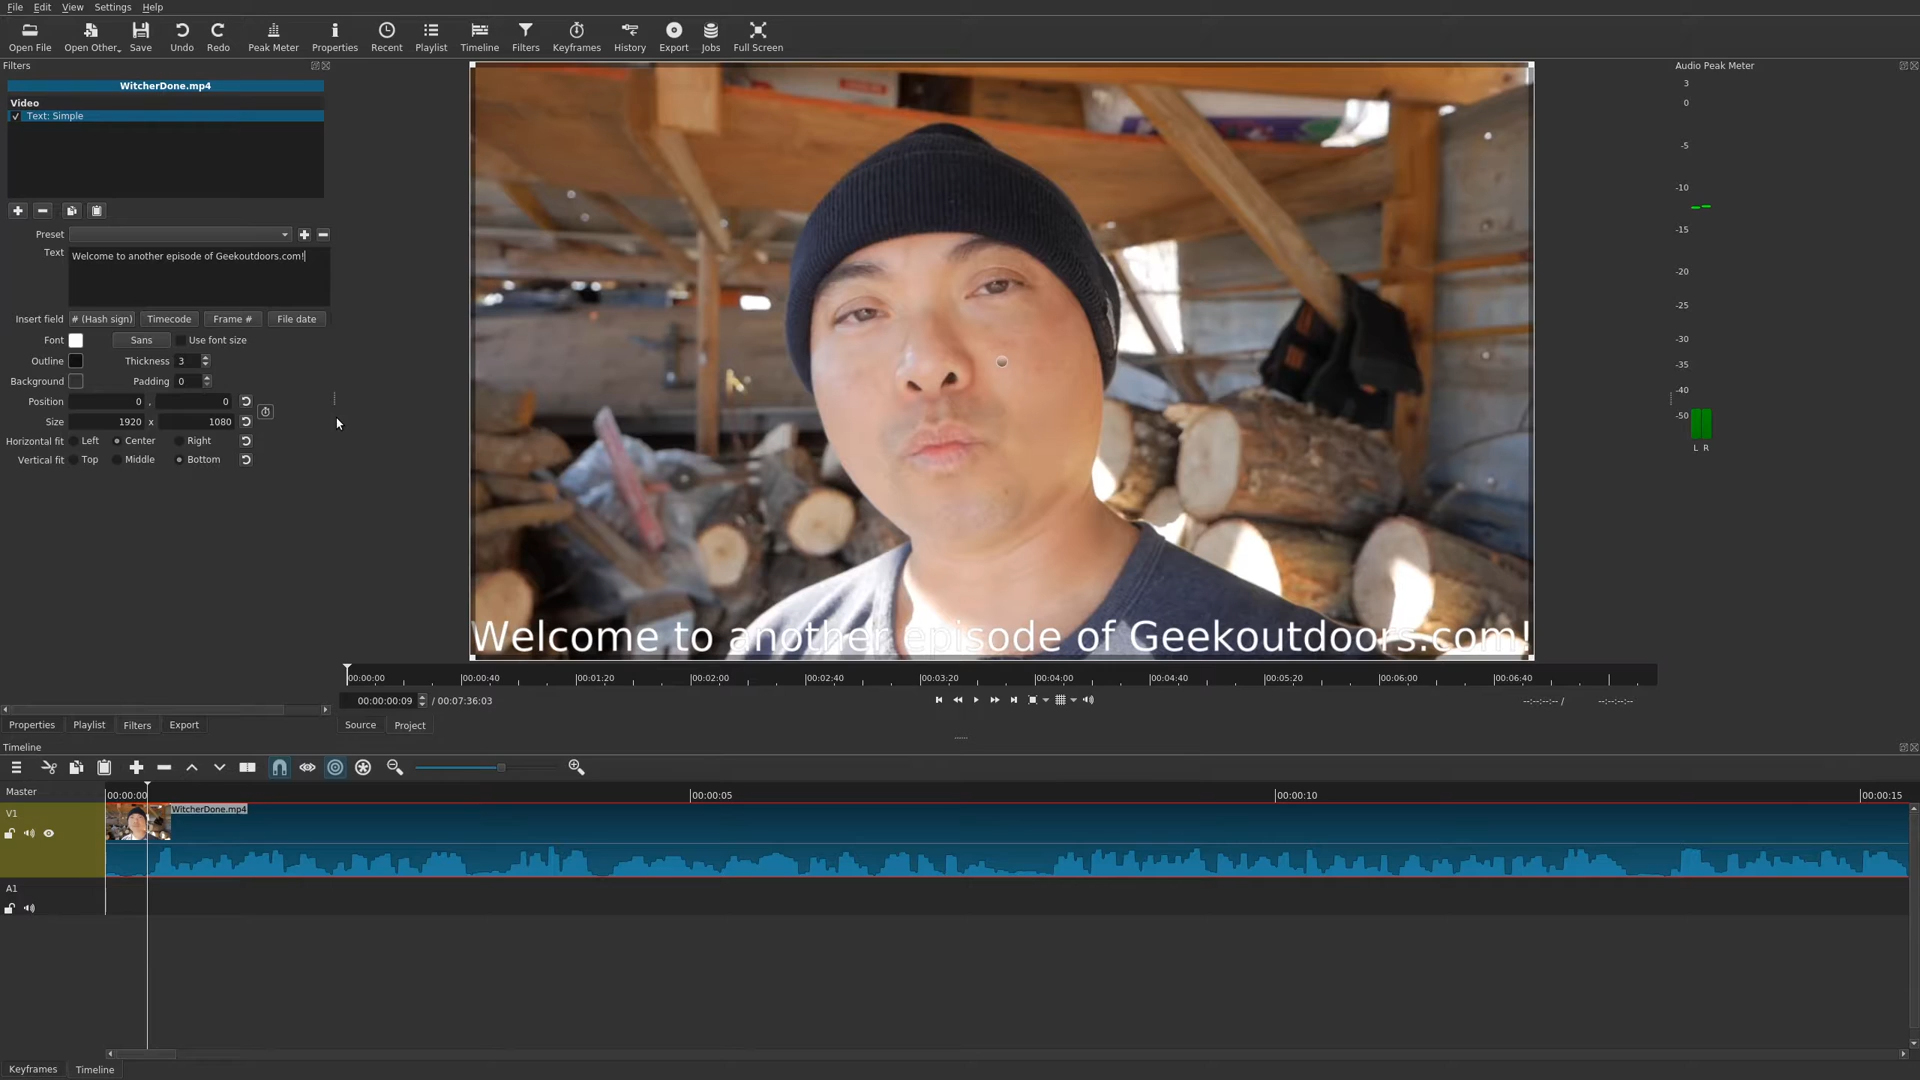 File Edit View Settings Help
Open File Open Other.. Save Undo Redo Peak Meter Properties Recent Playlist Timeline Filters Keyframes History Export Jobs Full Screen
Filters
Audio Peak Meter
WitcherDone.mp4
Video
✓ Text: Simple
Preset
Text Welcome to another episode of Geekoutdoors.com!
Insert field # (Hash sign) Timecode Frame # File date
Font Sans Use font size
Outline Thickness 3
Background Padding 0
Position 0 , 0
Size 1920 x 1080
Horizontal fit Left Center Right
Vertical fit Top Middle Bottom
3
0
-5
-10
-15
-20
-25
-30
-35
-40
-50
L R
Welcome to another episode of Geekoutdoors.com!
00:00:00 00:00:40 00:01:20 00:02:00 00:02:40 00:03:20 00:04:00 00:04:40 00:05:20 00:06:00 00:06:40
00:00:00:09 / 00:07:36:03
--:--:--:-- / --:--:--:--
Properties Playlist Filters Export
Source Project
Timeline
Master
00:00:00 00:00:05 00:00:10 00:00:15
V1
WitcherDone.mp4
A1
Keyframes Timeline